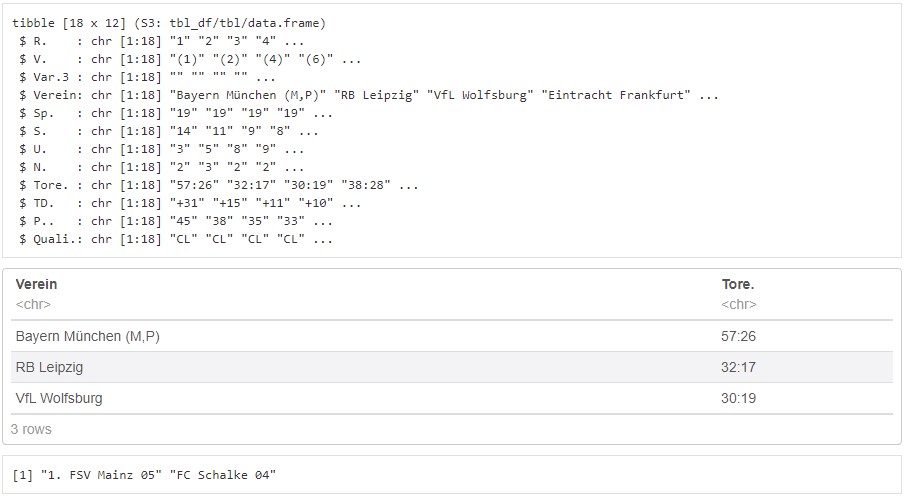 tibble [18 x 12] (S3: tbl_df/tbl/data.frame)
$ R.    : chr [1:18] "1" "2" "3" "4" ...
$ V.    : chr [1:18] "(1)" "(2)" "(4)" "(6)" ...
$ Var.3 : chr [1:18] "" "" "" "" ...
$ Verein: chr [1:18] "Bayern München (M,P)" "RB Leipzig" "VfL Wolfsburg" "Eintracht Frankfurt" ...
$ Sp.   : chr [1:18] "19" "19" "19" "19" ...
$ S.    : chr [1:18] "14" "11" "9" "8" ...
$ U.    : chr [1:18] "3" "5" "8" "9" ...
$ N.    : chr [1:18] "2" "3" "2" "2" ...
$ Tore. : chr [1:18] "57:26" "32:17" "30:19" "38:28" ...
$ TD.   : chr [1:18] "+31" "+15" "+11" "+10" ...
$ P..   : chr [1:18] "45" "38" "35" "33" ...
$ Quali.: chr [1:18] "CL" "CL" "CL" "CL" ...
Verein Tore.
<chr> <chr>
Bayern München (M,P) 57:26
RB Leipzig 32:17
VfL Wolfsburg 30:19
3 rows
[1] "1. FSV Mainz 05" "FC Schalke 04"